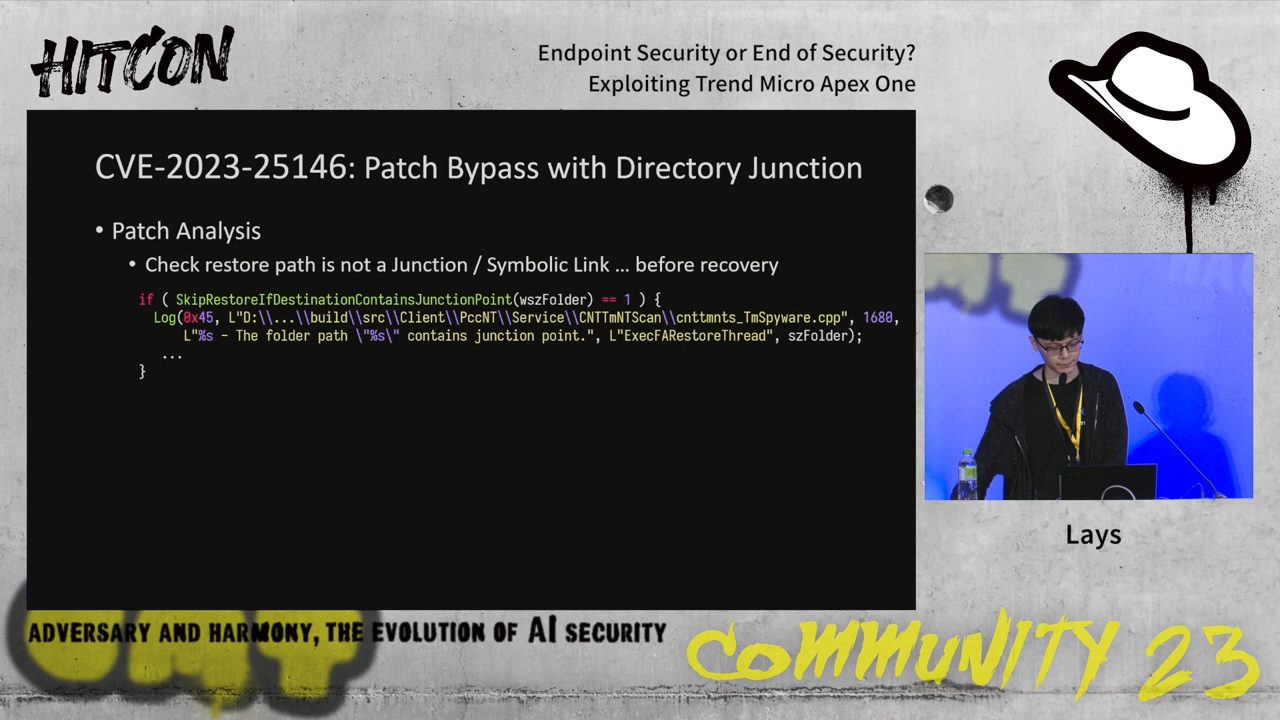 HITCON
Endpoint Security or End of Security?
Exploiting Trend Micro Apex One
CVE-2023-25146: Patch Bypass with Directory Junction
• Patch Analysis
• Check restore path is not a Junction / Symbolic Link ... before recovery
if ( SkipRestoreIfDestinationContainsJunctionPoint(wszFolder) == 1 ) {
Log(0x45, L"D:\\...\\build\\src\\Client\\PccNT\\Service\\CNTTmNTScan\\cnttmnts_TmSpyware.cpp", 1680,
L"%s - The folder path \"%s\" contains junction point.", L"ExecFARestoreThread", szFolder);
...
}
Lays
ADVERSARY AND HARMONY, THE EVOLUTION OF AI SECURITY
COMMUNITY 23